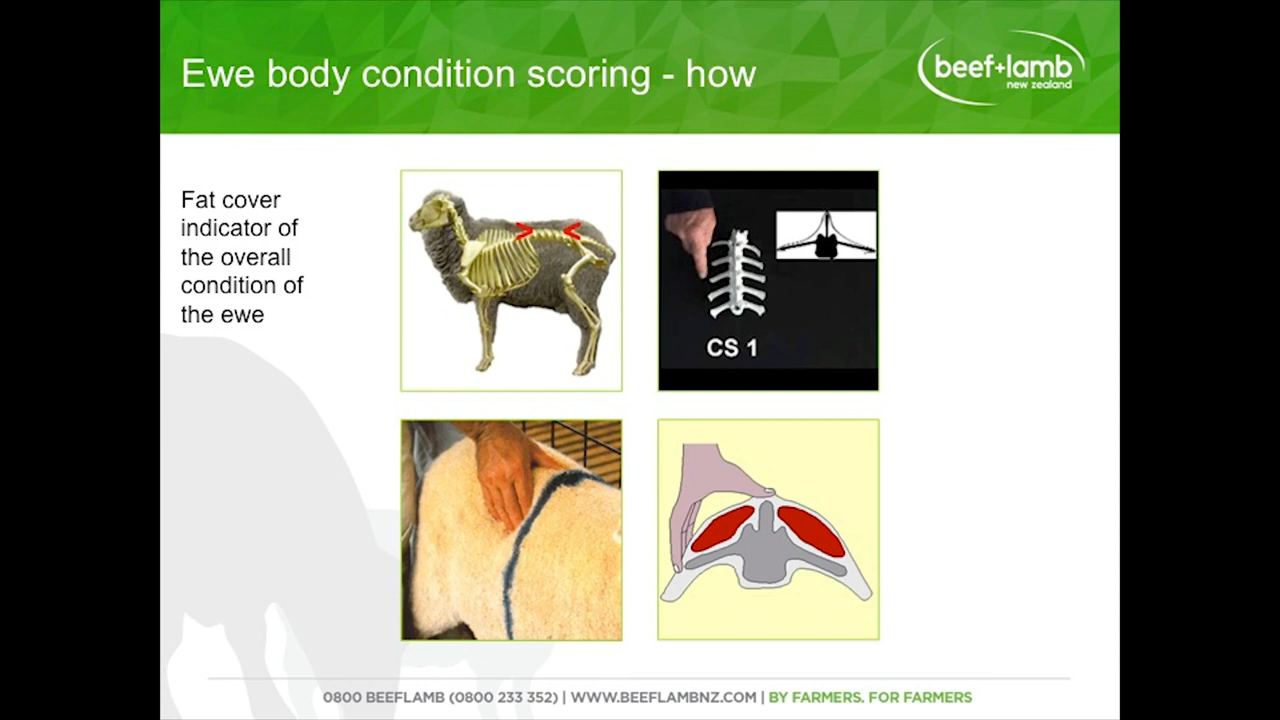 Ewe body condition scoring - how
beef+lamb
new zealand
Fat cover
indicator of
the overall
condition of
the ewe
> <
CS 1
0800 BEEFLAMB (0800 233 352) | WWW.BEEFLAMBNZ.COM | BY FARMERS. FOR FARMERS